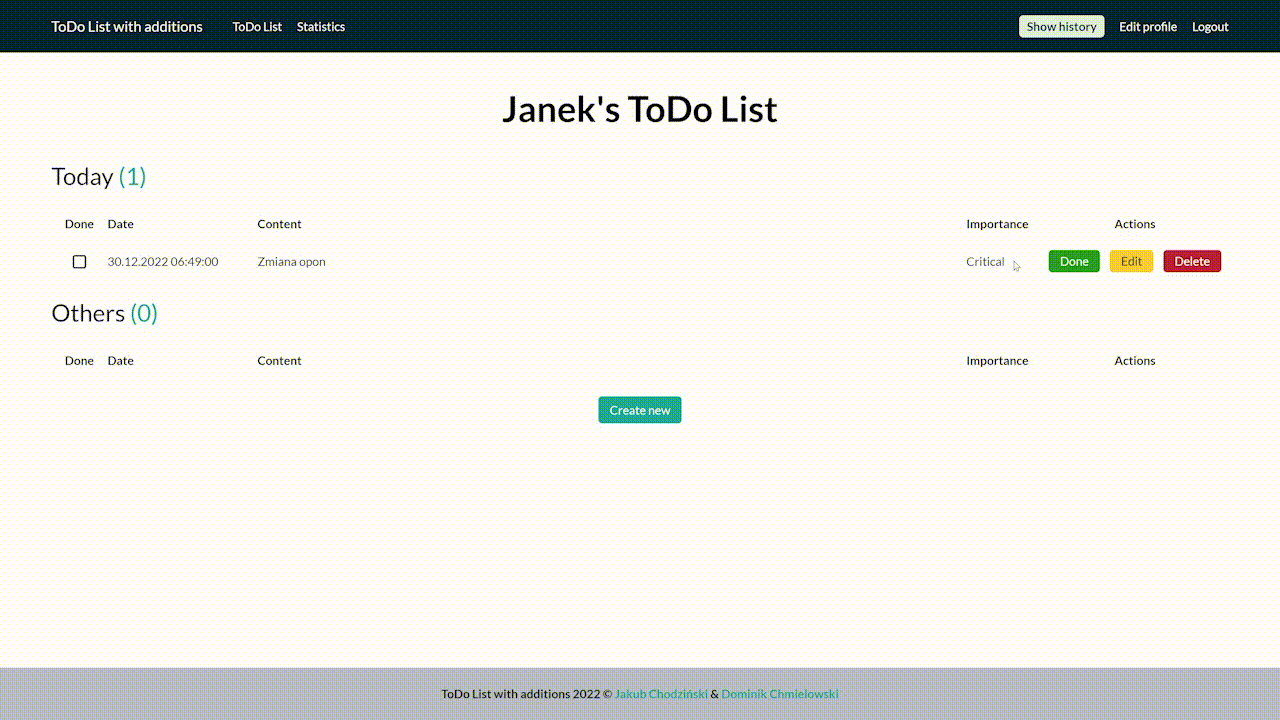 ToDo List with additions ToDo List Statistics Show history Edit profile Logout
Janek's ToDo List
Today (1)
Done Date Content Importance Actions
30.12.2022 06:49:00 Zmiana opon Critical Done Edit Delete
Others (0)
Done Date Content Importance Actions
Create new
ToDo List with additions 2022 © Jakub Chodziński & Dominik Chmielowski